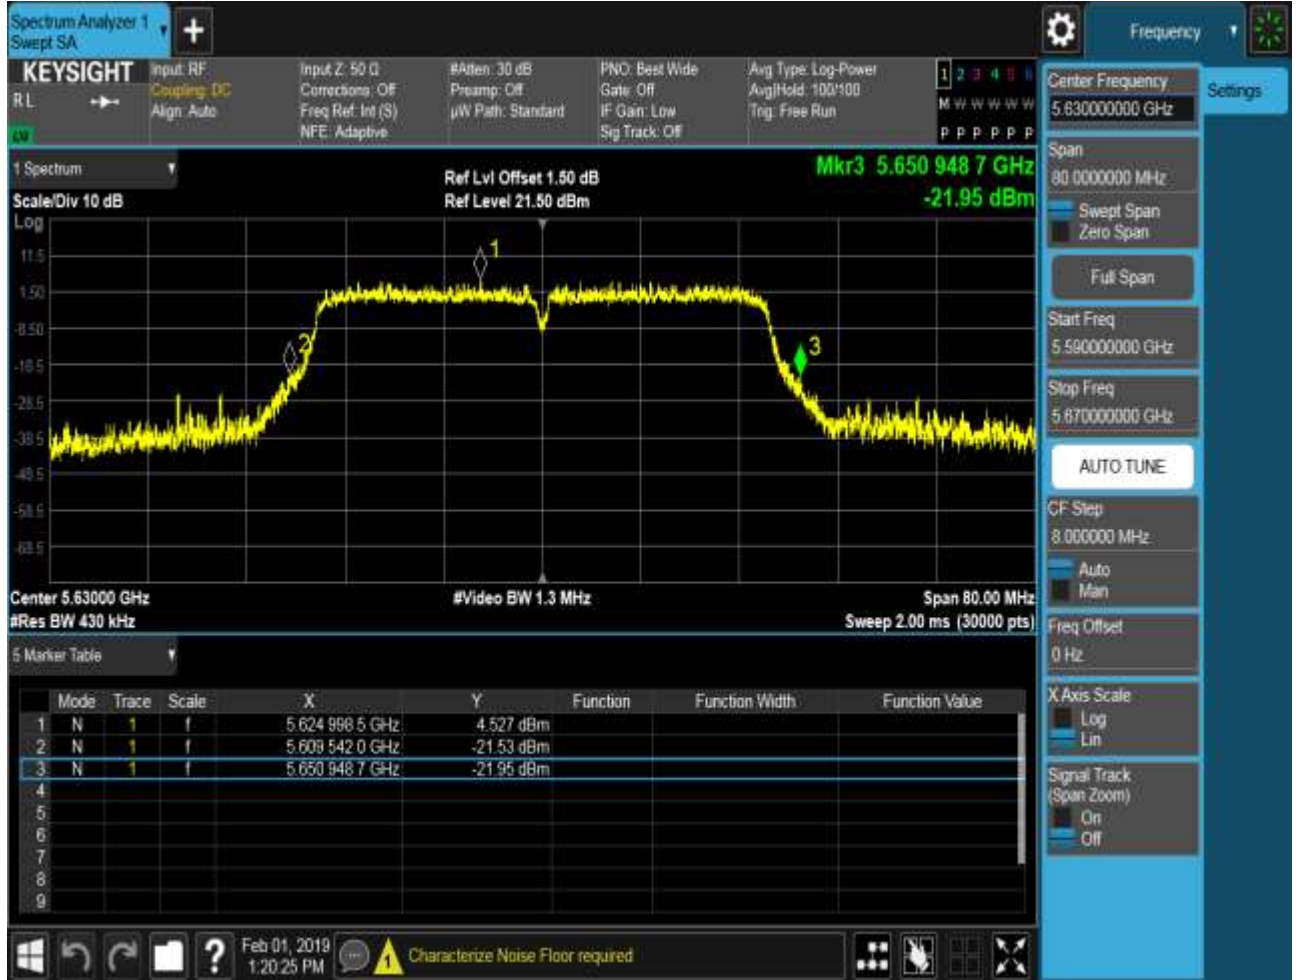 Spectrum Analyzer 1
Swept SA
+
Frequency
KEYSIGHT
R L
Input: RF
Coupling: DC
Align: Auto
Input Z: 50 Ω
Corrections: Off
Freq Ref: Int (S)
NFE: Adaptive
#Atten: 30 dB
Preamp: Off
µW Path: Standard
PNO: Best Wide
Gate: Off
IF Gain: Low
Sig Track: Off
Avg Type: Log-Power
Avg|Hold: 100/100
Trig: Free Run
1 2 3 4 5 6
M W W W W W
P P P P P P
Center Frequency
5.630000000 GHz
Settings
Span
80.0000000 MHz
Swept Span
Zero Span
Full Span
Start Freq
5.590000000 GHz
Stop Freq
5.670000000 GHz
AUTO TUNE
CF Step
8.000000 MHz
Auto
Man
Freq Offset
0 Hz
X Axis Scale
Log
Lin
Signal Track
(Span Zoom)
On
Off
1 Spectrum
Scale/Div 10 dB
Ref Lvl Offset 1.50 dB
Ref Level 21.50 dBm
Mkr3 5.650 948 7 GHz
-21.95 dBm
Log
11.5
1.50
-8.50
-18.5
-28.5
-38.5
-48.5
-58.5
-68.5
1
2
3
Center 5.63000 GHz
#Video BW 1.3 MHz
Span 80.00 MHz
#Res BW 430 kHz
Sweep 2.00 ms (30000 pts)
5 Marker Table
Mode Trace Scale X Y Function Function Width Function Value
1 N 1 f 5.624 998 5 GHz 4.527 dBm
2 N 1 f 5.609 542 0 GHz -21.53 dBm
3 N 1 f 5.650 948 7 GHz -21.95 dBm
4
5
6
7
8
9
?
Feb 01, 2019
1:20:25 PM
1
Characterize Noise Floor required